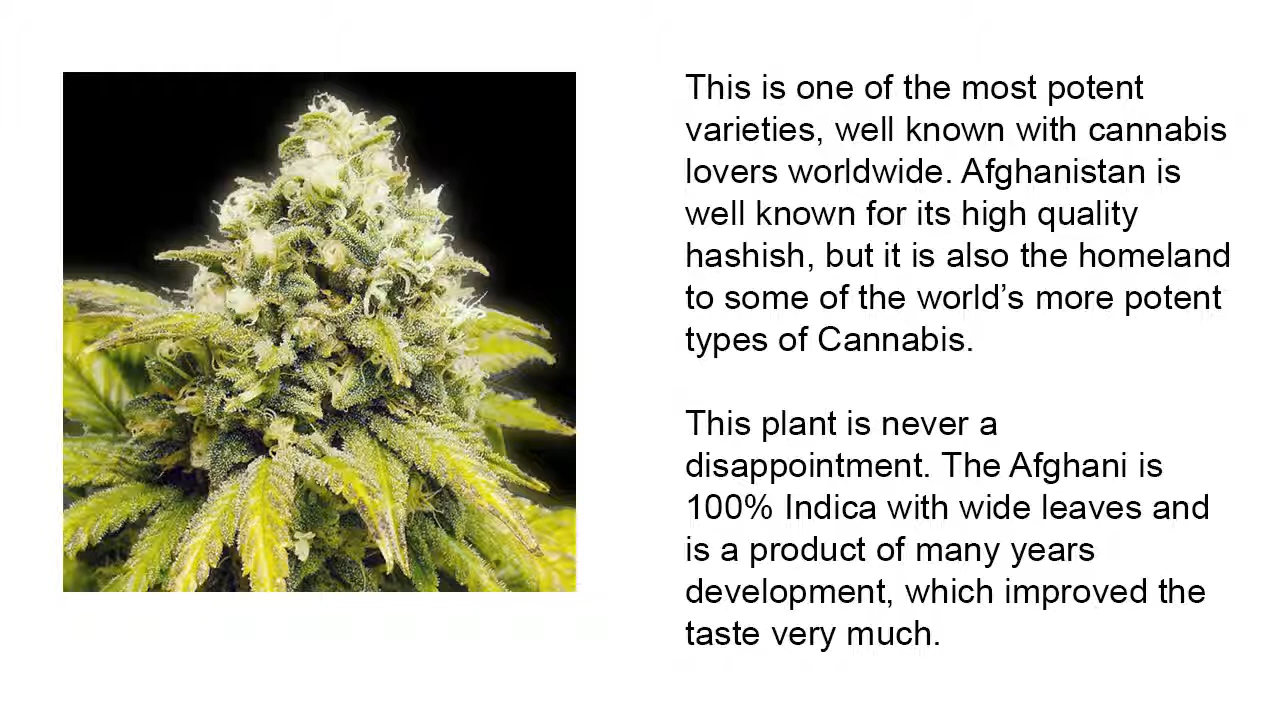 This is one of the most potent
varieties, well known with cannabis
lovers worldwide. Afghanistan is
well known for its high quality
hashish, but it is also the homeland
to some of the world’s more potent
types of Cannabis.
This plant is never a
disappointment. The Afghani is
100% Indica with wide leaves and
is a product of many years
development, which improved the
taste very much.